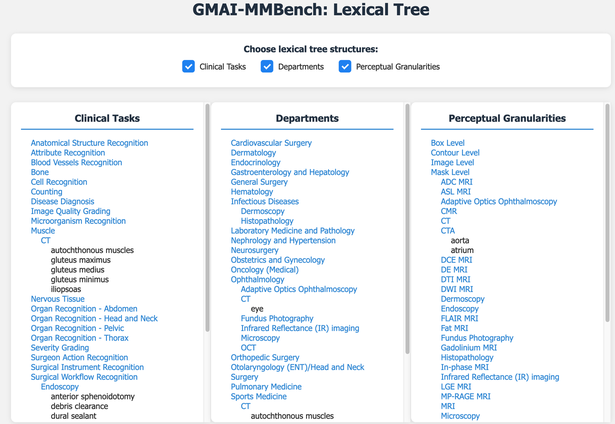 GMAI-MMBench: Lexical Tree
Choose lexical tree structures:
Clinical Tasks
Departments
Perceptual Granularities
Clinical Tasks
Anatomical Structure Recognition
Attribute Recognition
Blood Vessels Recognition
Bone
Cell Recognition
Counting
Disease Diagnosis
Image Quality Grading
Microorganism Recognition
Muscle
CT
autochthonous muscles
gluteus maximus
gluteus medius
gluteus minimus
iliopsoas
Nervous Tissue
Organ Recognition - Abdomen
Organ Recognition - Head and Neck
Organ Recognition - Pelvic
Organ Recognition - Thorax
Severity Grading
Surgeon Action Recognition
Surgical Instrument Recognition
Surgical Workflow Recognition
Endoscopy
anterior sphenoidotomy
debris clearance
dural sealant
Departments
Cardiovascular Surgery
Dermatology
Endocrinology
Gastroenterology and Hepatology
General Surgery
Hematology
Infectious Diseases
Dermoscopy
Histopathology
Laboratory Medicine and Pathology
Nephrology and Hypertension
Neurosurgery
Obstetrics and Gynecology
Oncology (Medical)
Ophthalmology
Adaptive Optics Ophthalmoscopy
CT
eye
Fundus Photography
Infrared Reflectance (IR) imaging
Microscopy
OCT
Orthopedic Surgery
Otolaryngology (ENT)/Head and Neck
Surgery
Pulmonary Medicine
Sports Medicine
CT
autochthonous muscles
Perceptual Granularities
Box Level
Contour Level
Image Level
Mask Level
ADC MRI
ASL MRI
Adaptive Optics Ophthalmoscopy
CMR
CT
CTA
aorta
atrium
DCE MRI
DE MRI
DTI MRI
DWI MRI
Dermoscopy
Endoscopy
FLAIR MRI
Fat MRI
Fundus Photography
Gadolinium MRI
Histopathology
In-phase MRI
Infrared Reflectance (IR) imaging
LGE MRI
MP-RAGE MRI
MRI
Microscopy